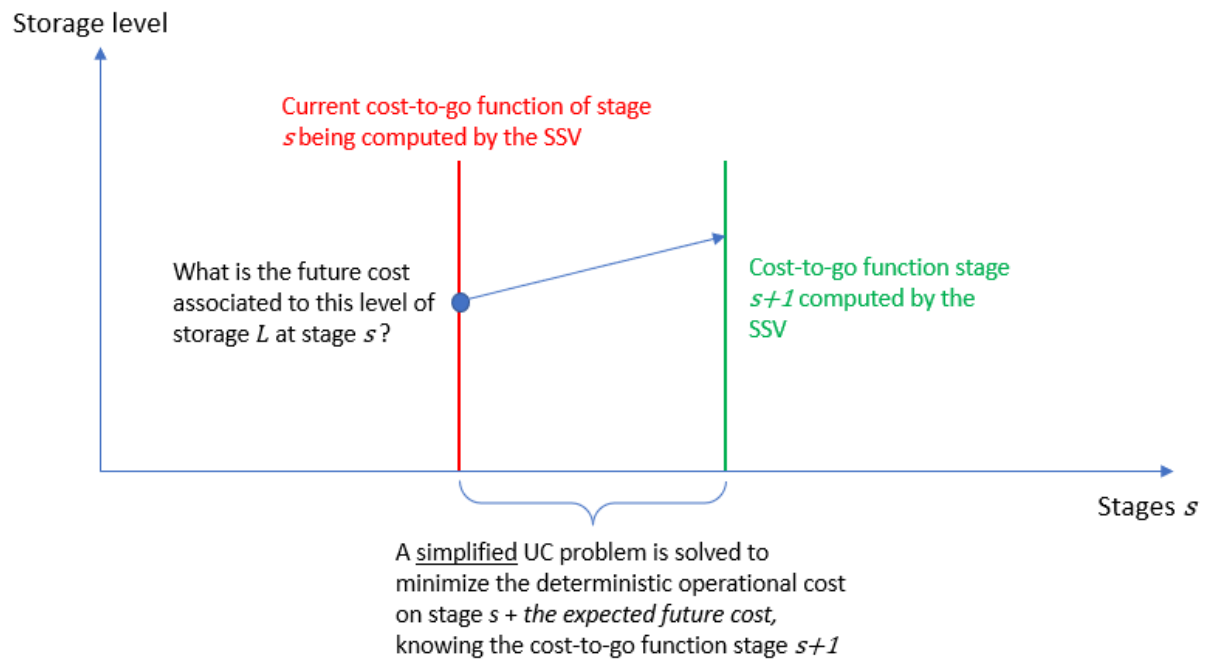 Storage level
Current cost-to-go function of stage
s being computed by the SSV
What is the future cost
associated to this level of
storage L at stage s ?
Cost-to-go function stage
s+1 computed by the
SSV
Stages s
A simplified UC problem is solved to
minimize the deterministic operational cost
on stage s + the expected future cost,
knowing the cost-to-go function stage s+1